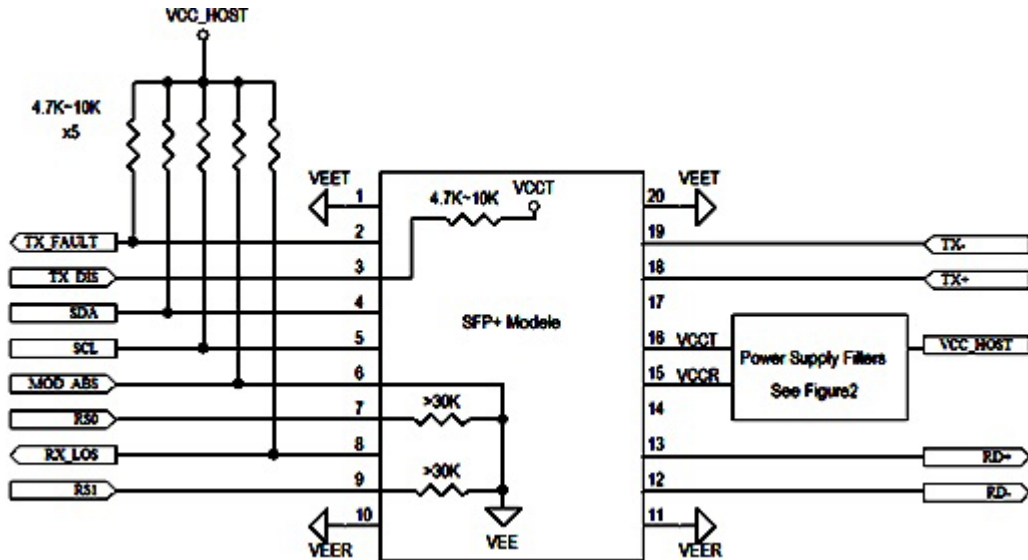 VCC_HOST
4.7K~10K
x5
VEET
1
2
3
4
5
6
7
8
9
10
TX_FAULT
TX_DIS
SDA
SCL
MOD_ABS
RS0
RX_LOS
RS1
VEER
4.7K~10K
VCCT
SFP+ Modele
>30K
>30K
VEE
20
19
18
17
16
15
14
13
12
11
VEET
TX-
TX+
VCCT
VCCR
Power Supply Filters
See Figure2
VCC_HOST
RD+
RD-
VEER